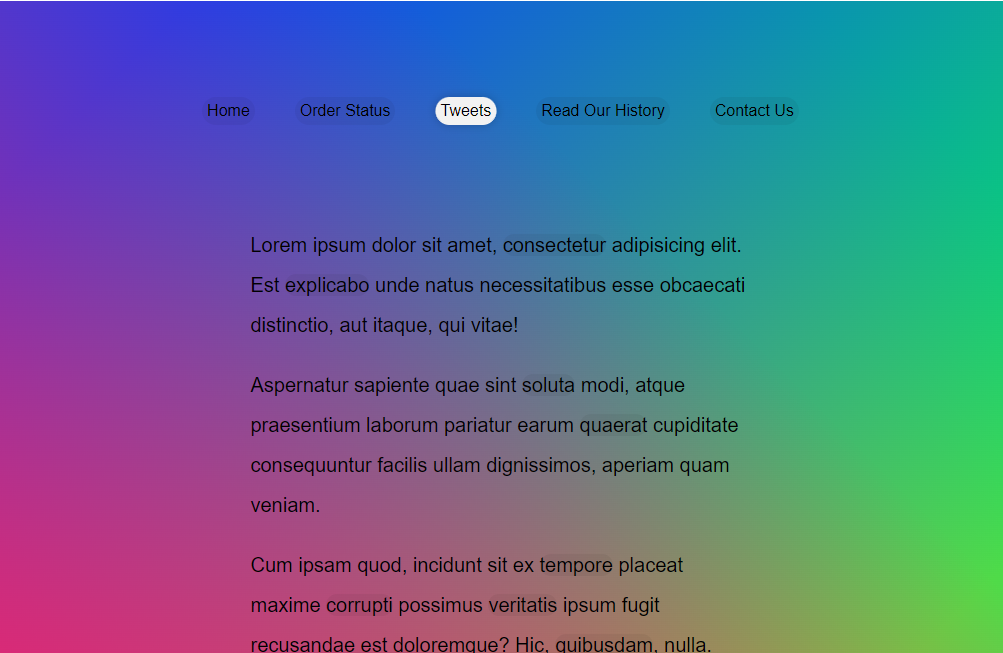 Home Order Status Tweets Read Our History Contact Us
Lorem ipsum dolor sit amet, consectetur adipisicing elit.
Est explicabo unde natus necessitatibus esse obcaecati
distinctio, aut itaque, qui vitae!
Aspernatur sapiente quae sint soluta modi, atque
praesentium laborum pariatur earum quaerat cupiditate
consequuntur facilis ullam dignissimos, aperiam quam
veniam.
Cum ipsam quod, incidunt sit ex tempore placeat
maxime corrupti possimus veritatis ipsum fugit
recusandae est doloremque? Hic, quibusdam, nulla.